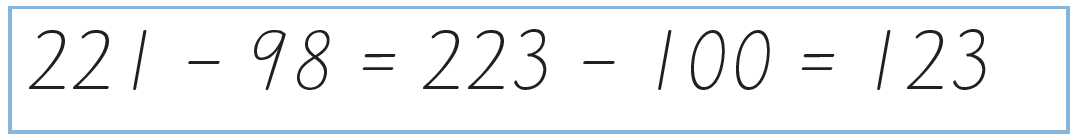 221 − 98 = 223 − 100 = 123